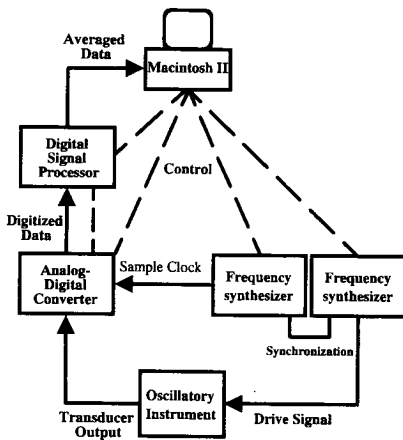 Averaged
Data
Macintosh II
Digital
Signal
Processor
Control
Digitized
Data
Analog-
Digital
Converter
Sample Clock
Frequency
synthesizer
Frequency
synthesizer
Synchronization
Oscillatory
Instrument
Transducer
Output
Drive Signal